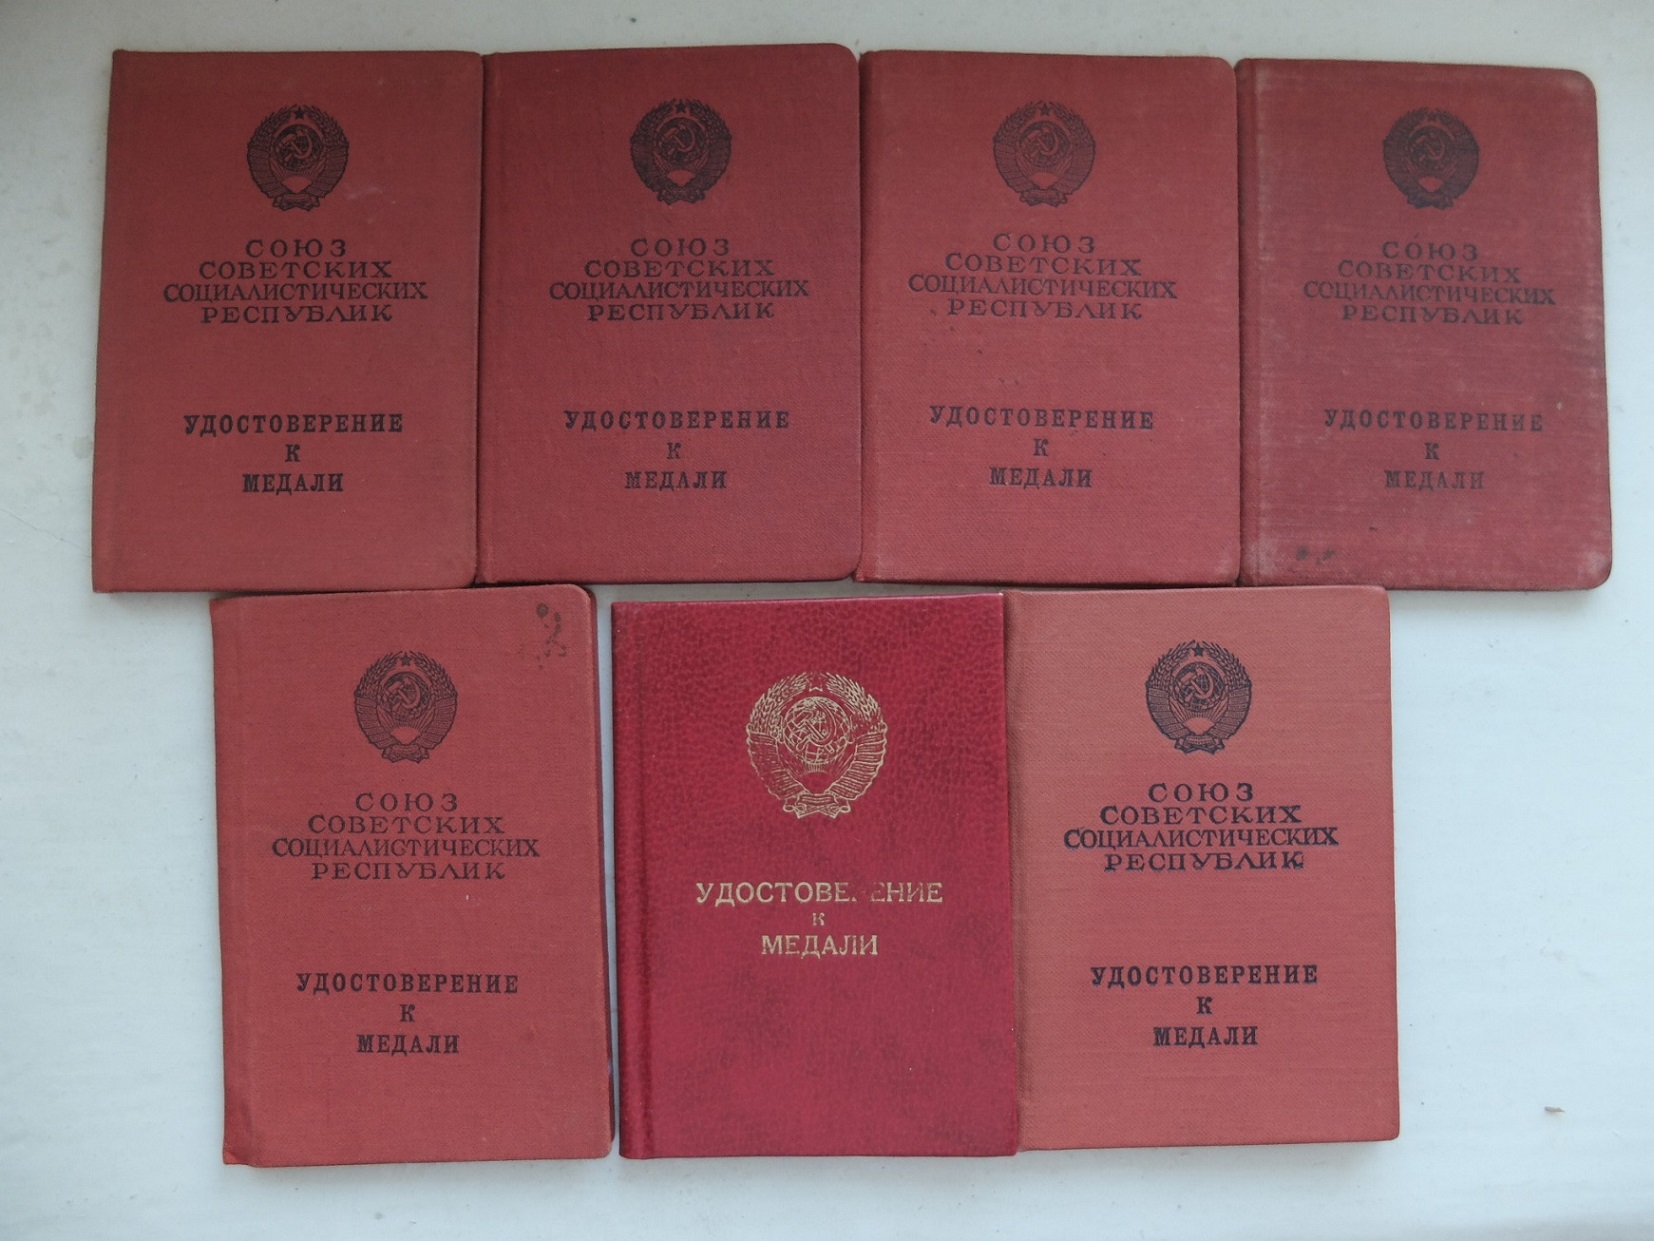 СОЮЗ
СОВЕТСКИХ
СОЦИАЛИСТИЧЕСКИХ
РЕСПУБЛИК
УДОСТОВЕРЕНИЕ
К
МЕДАЛИ
СОЮЗ
СОВЕТСКИХ
СОЦИАЛИСТИЧЕСКИХ
РЕСПУБЛИК
УДОСТОВЕРЕНИЕ
К
МЕДАЛИ
СОЮЗ
СОВЕТСКИХ
СОЦИАЛИСТИЧЕСКИХ
РЕСПУБЛИК
УДОСТОВЕРЕНИЕ
К
МЕДАЛИ
СОЮЗ
СОВЕТСКИХ
СОЦИАЛИСТИЧЕСКИХ
РЕСПУБЛИК
УДОСТОВЕРЕНИЕ
К
МЕДАЛИ
СОЮЗ
СОВЕТСКИХ
СОЦИАЛИСТИЧЕСКИХ
РЕСПУБЛИК
УДОСТОВЕРЕНИЕ
К
МЕДАЛИ
УДОСТОВЕ ЕНИЕ
К
МЕДАЛИ
СОЮЗ
СОВЕТСКИХ
СОЦИАЛИСТИЧЕСКИХ
РЕСПУБЛИК
УДОСТОВЕРЕНИЕ
К
МЕДАЛИ